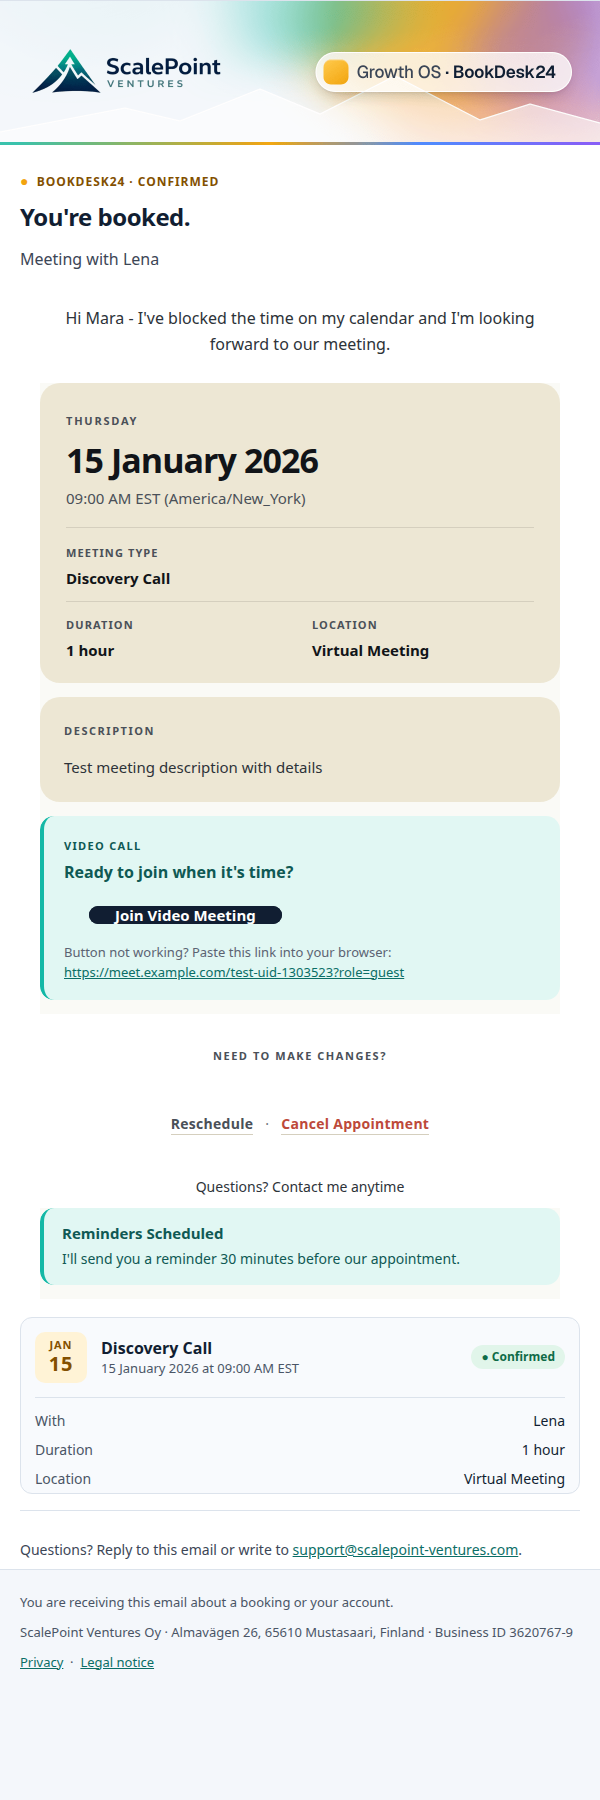 ScalePoint
VENTURES
Growth OS · BookDesk24
BOOKDESK24 · CONFIRMED
You're booked.
Meeting with Lena
Hi Mara - I've blocked the time on my calendar and I'm looking
forward to our meeting.
THURSDAY
15 January 2026
09:00 AM EST (America/New_York)
MEETING TYPE
Discovery Call
DURATION
LOCATION
1 hour
Virtual Meeting
DESCRIPTION
Test meeting description with details
VIDEO CALL
Ready to join when it's time?
Join Video Meeting
Button not working? Paste this link into your browser:
https://meet.example.com/test-uid-1303523?role=guest
NEED TO MAKE CHANGES?
Reschedule · Cancel Appointment
Questions? Contact me anytime
Reminders Scheduled
I'll send you a reminder 30 minutes before our appointment.
JAN
15
Discovery Call
15 January 2026 at 09:00 AM EST
● Confirmed
With Lena
Duration 1 hour
Location Virtual Meeting
Questions? Reply to this email or write to support@scalepoint-ventures.com.
You are receiving this email about a booking or your account.
ScalePoint Ventures Oy · Almavägen 26, 65610 Mustasaari, Finland · Business ID 3620767-9
Privacy · Legal notice